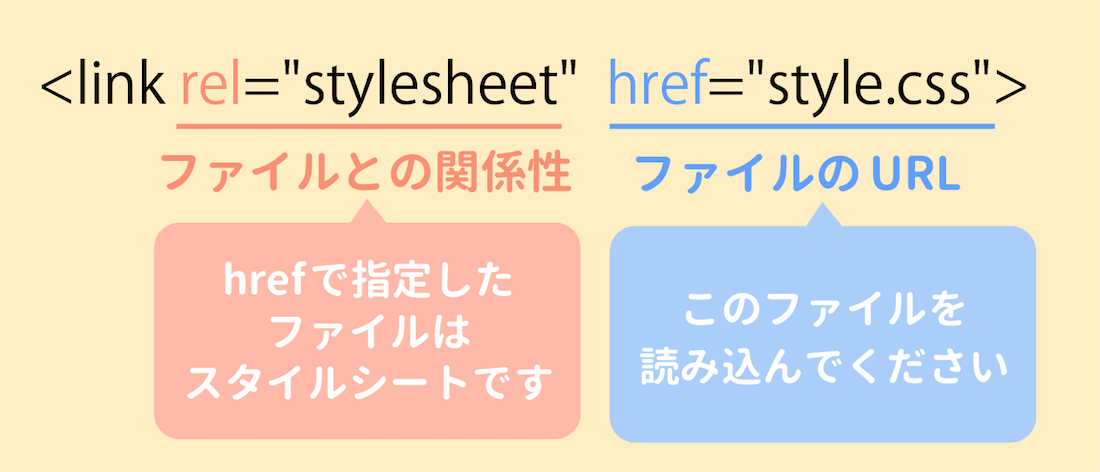 <link rel="stylesheet" href="style.css">
ファイルとの関係性
ファイルのURL
hrefで指定した
ファイルは
スタイルシートです
このファイルを
読み込んでください